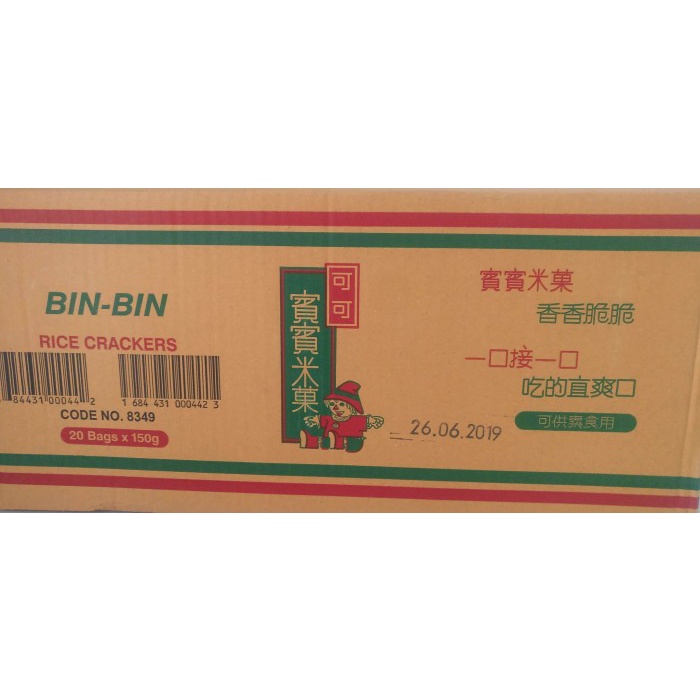 BIN-BIN
RICE CRACKERS
84431 00044 2
1 684 431 000442 3
CODE NO. 8349
20 Bags x 150g
可可
賓賓米菓
26.06.2019
賓賓米菓
香香脆脆
一口接一口
吃的直爽口
可供素食用